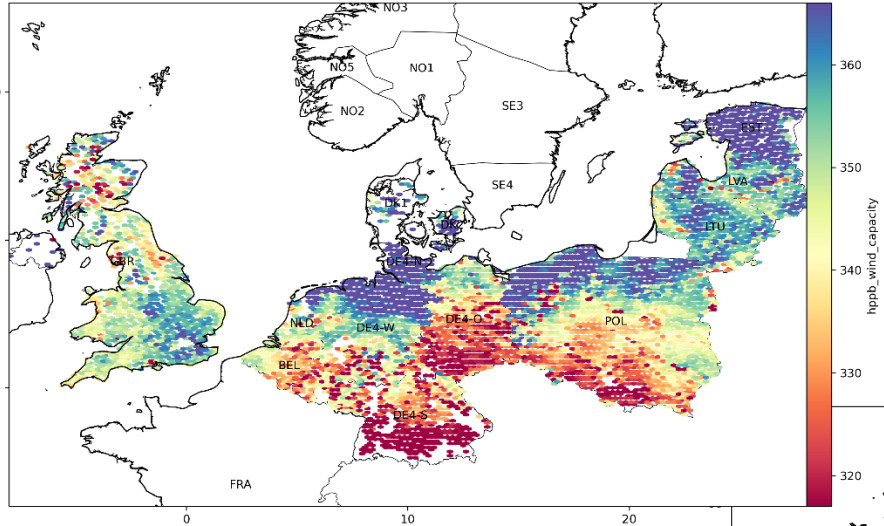 NO3
NO5
NO1
NO2
SE3
SE4
EST
LVA
LTU
DK1
DK2
DE4-N
GBR
NLD
DE4-W
DE4-O
POL
BEL
DE4-S
FRA
0
10
20
360
350
340
330
320
hppb_wind_capacity